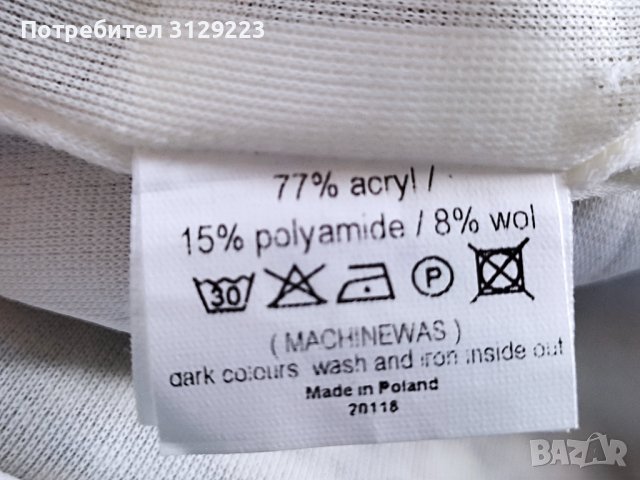 Потребител 3129223
77% acryl /
15% polyamide / 8% wol
30 P
( MACHINEWAS )
dark colours wash and iron inside out
Made in Poland
20118
BAZAR